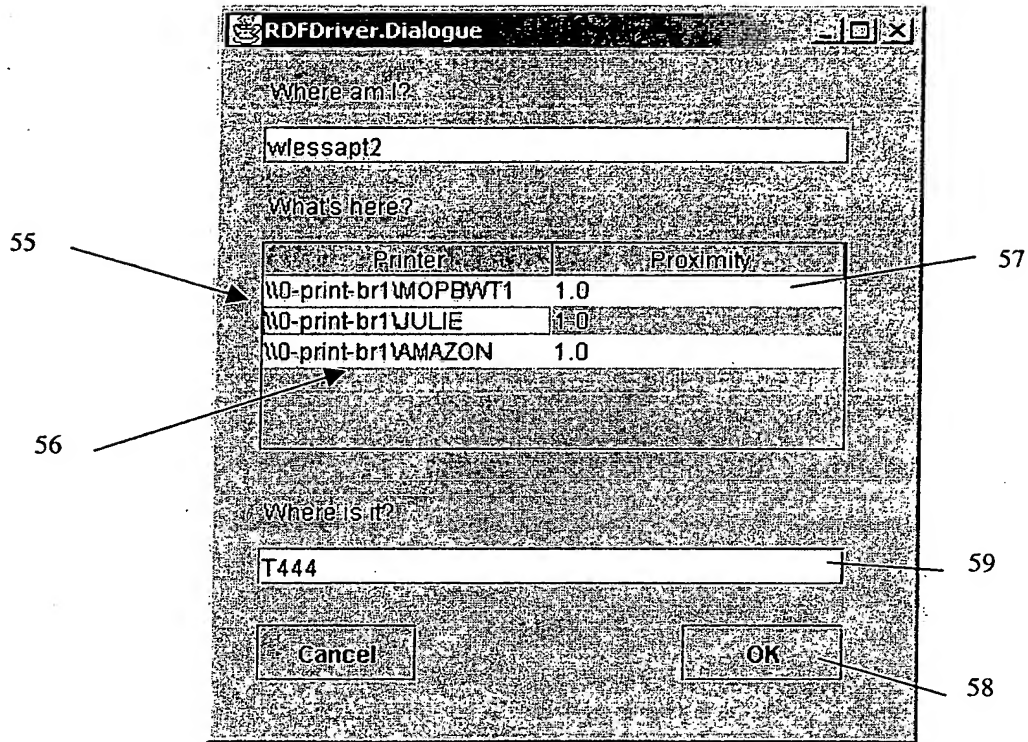 RDFDriver.Dialogue
Where am I?
wlessapt2
What's here?
Printer Proximity
\\0-print-br1\MOPBWT1 1.0
\\0-print-br1\JULIE 1.0
\\0-print-br1\AMAZON 1.0
Where is it?
T444
Cancel OK
55
56
57
59
58